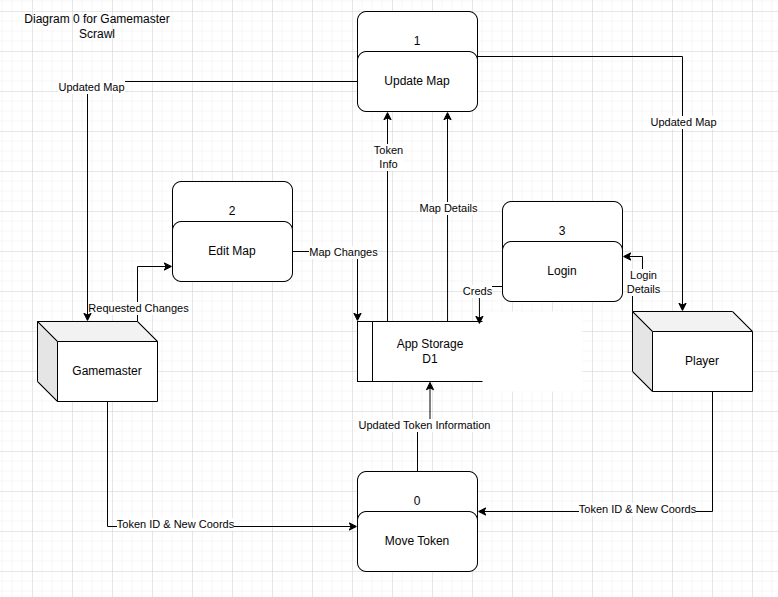 Diagram 0 for Gamemaster
Scrawl
1
Update Map
Updated Map
Updated Map
Token
Info
Map Details
2
Edit Map
Map Changes
3
Login
Creds
Login
Details
Requested Changes
App Storage
D1
Gamemaster
Player
Updated Token Information
0
Move Token
Token ID & New Coords
Token ID & New Coords